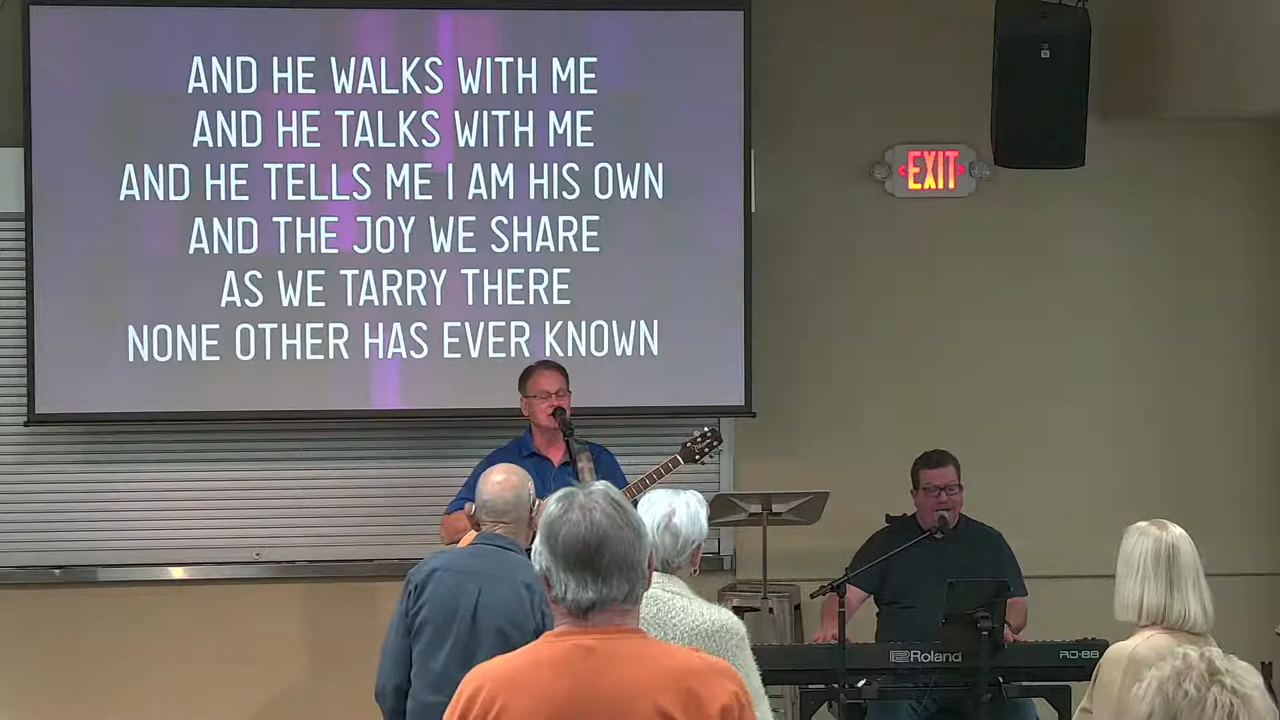 AND HE WALKS WITH ME
AND HE TALKS WITH ME
AND HE TELLS ME I AM HIS OWN
AND THE JOY WE SHARE
AS WE TARRY THERE
NONE OTHER HAS EVER KNOWN
EXIT
Roland
RD-88